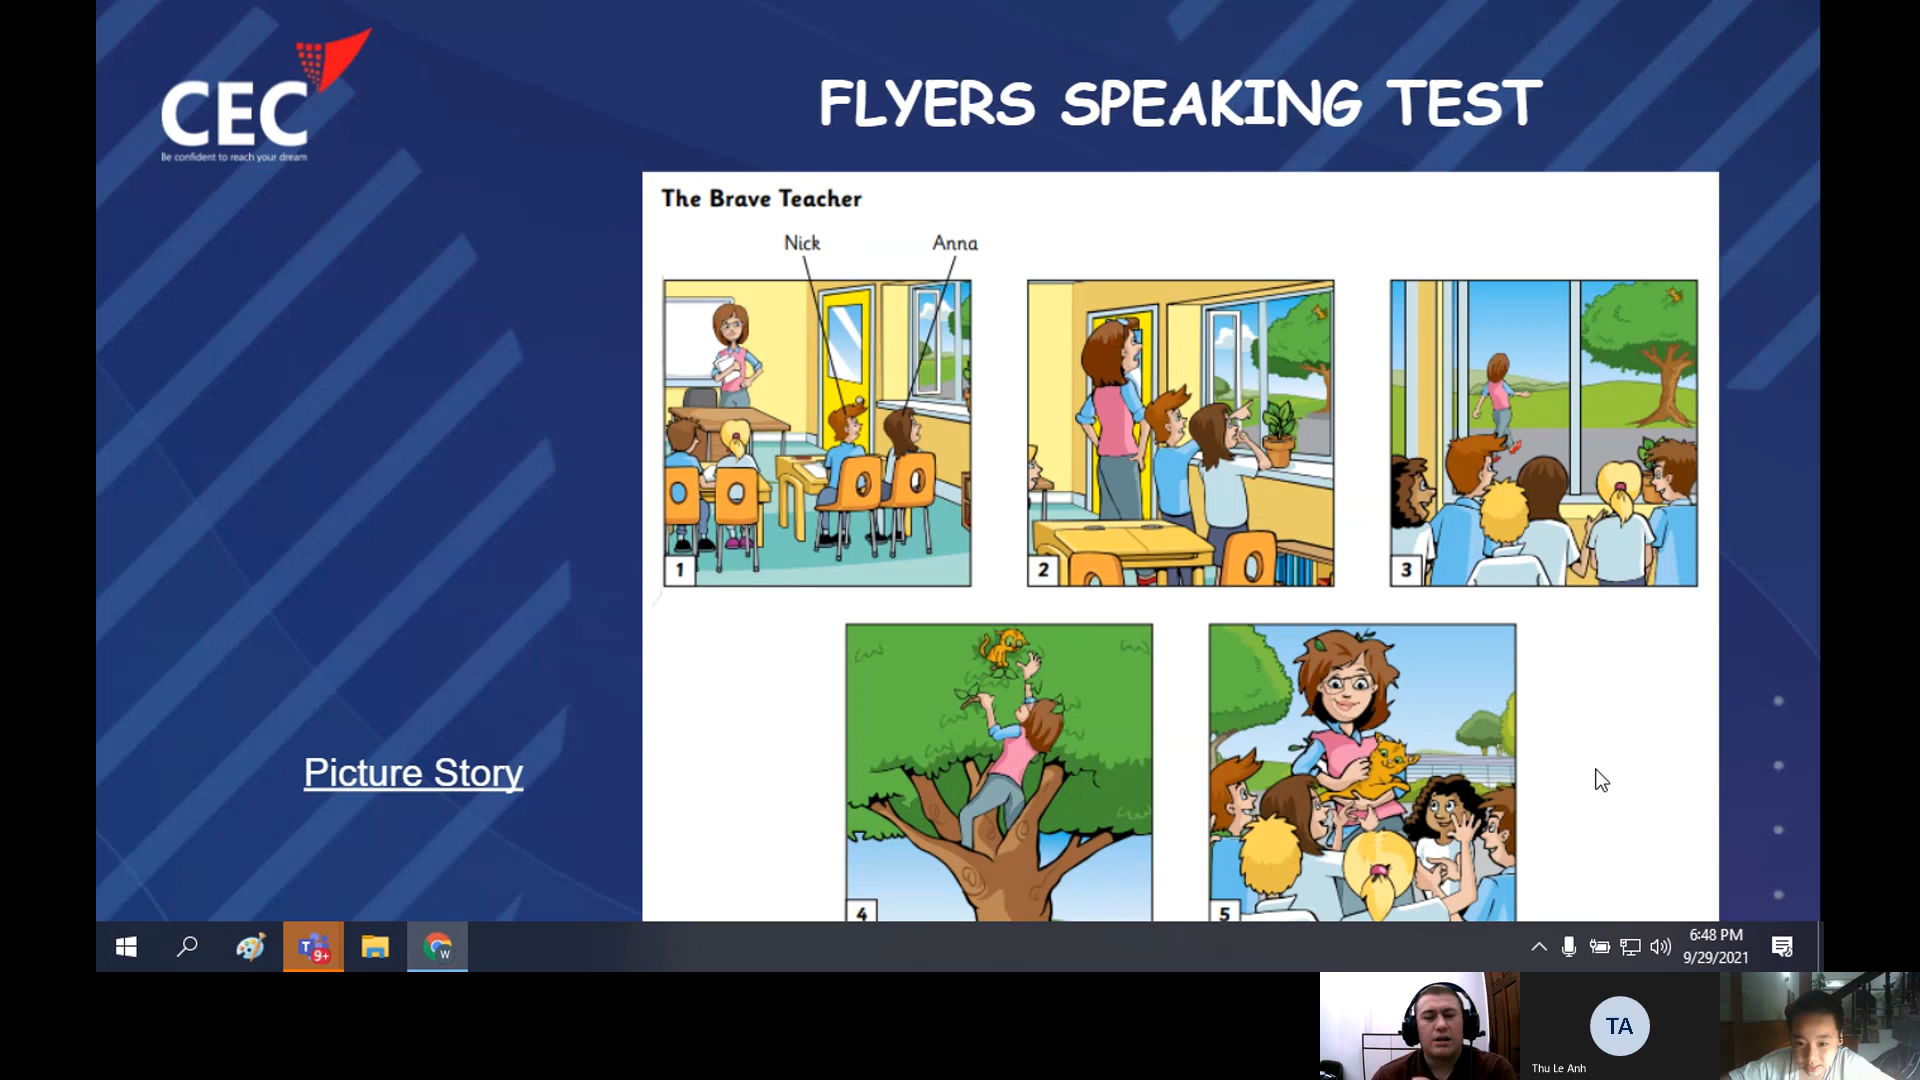 CEC
Be confident to reach your dream
FLYERS SPEAKING TEST
The Brave Teacher
Nick
Anna
1
2
3
Picture Story
4
5
T
9+
W
6:48 PM
9/29/2021
TA
Thu Le Anh